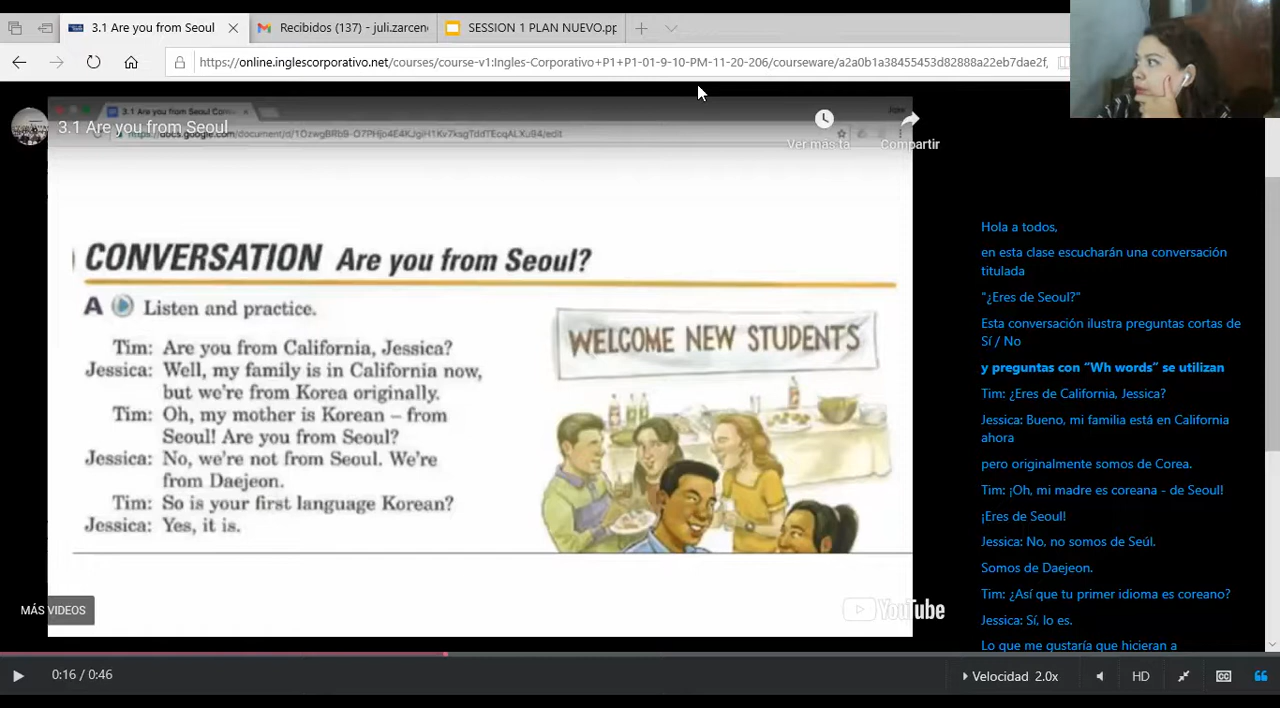 3.1 Are you from Seoul
Recibidos (137) - juli.zarcen
SESSION 1 PLAN NUEVO.pp
https://online.inglescorporativo.net/courses/course-v1:Ingles-Corporativo+P1+P1-01-9-10-PM-11-20-206/courseware/a2a0b1a38455453d82888a22eb7dae2f,
3.1 Are you from Seoul
3.1 Are you from Seoul
Ver más ta
Compartir
CONVERSATION Are you from Seoul?
A Listen and practice.
Tim: Are you from California, Jessica?
Jessica: Well, my family is in California now,
but we're from Korea originally.
Tim: Oh, my mother is Korean – from
Seoul! Are you from Seoul?
Jessica: No, we're not from Seoul. We're
from Daejeon.
Tim: So is your first language Korean?
Jessica: Yes, it is.
WELCOME NEW STUDENTS
MÁS VIDEOS
YouTube
Hola a todos,
en esta clase escucharán una conversación
titulada
"¿Eres de Seoul?"
Esta conversación ilustra preguntas cortas de
Sí / No
y preguntas con “Wh words” se utilizan
Tim: ¿Eres de California, Jessica?
Jessica: Bueno, mi familia está en California
ahora
pero originalmente somos de Corea.
Tim: ¡Oh, mi madre es coreana - de Seoul!
¡Eres de Seoul!
Jessica: No, no somos de Seúl.
Somos de Daejeon.
Tim: ¿Así que tu primer idioma es coreano?
Jessica: Sí, lo es.
Lo que me gustaría que hicieran a
0:16 / 0:46
Velocidad 2.0x
HD
CC